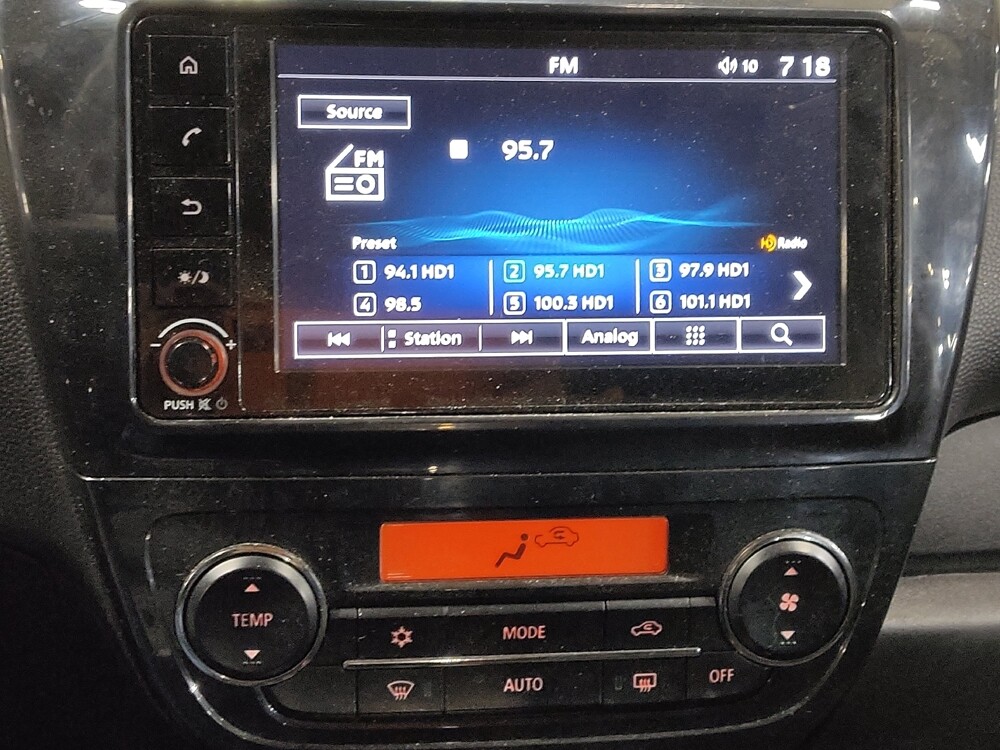 FM 10 7 18
Source
FM 95.7
Preset HD Radio
1 94.1 HD1 2 95.7 HD1 3 97.9 HD1
4 98.5 5 100.3 HD1 6 101.1 HD1
Station Analog
- +
PUSH
TEMP MODE
AUTO OFF